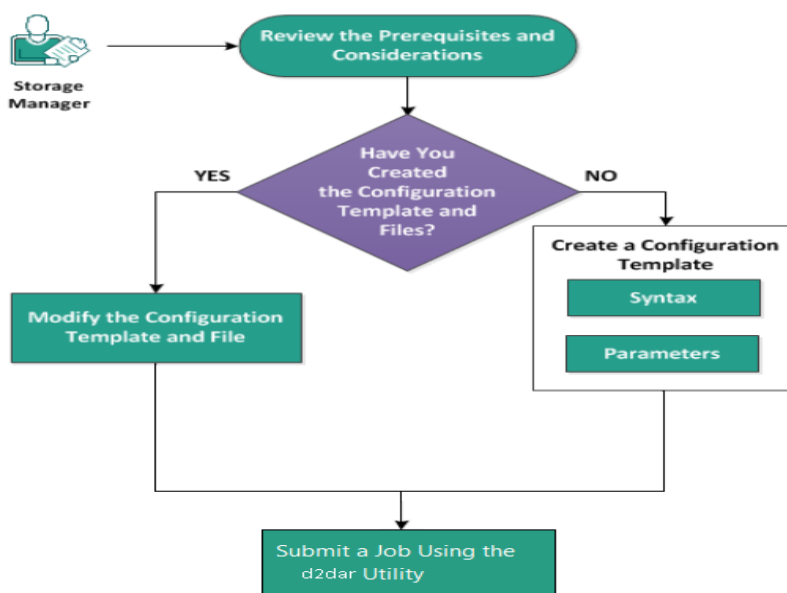 Storage
Manager
Review the Prerequisites and
Considerations
Have You
Created
the Configuration
Template and
Files?
YES
NO
Modify the Configuration
Template and File
Create a Configuration
Template
Syntax
Parameters
Submit a Job Using the
d2dar Utility